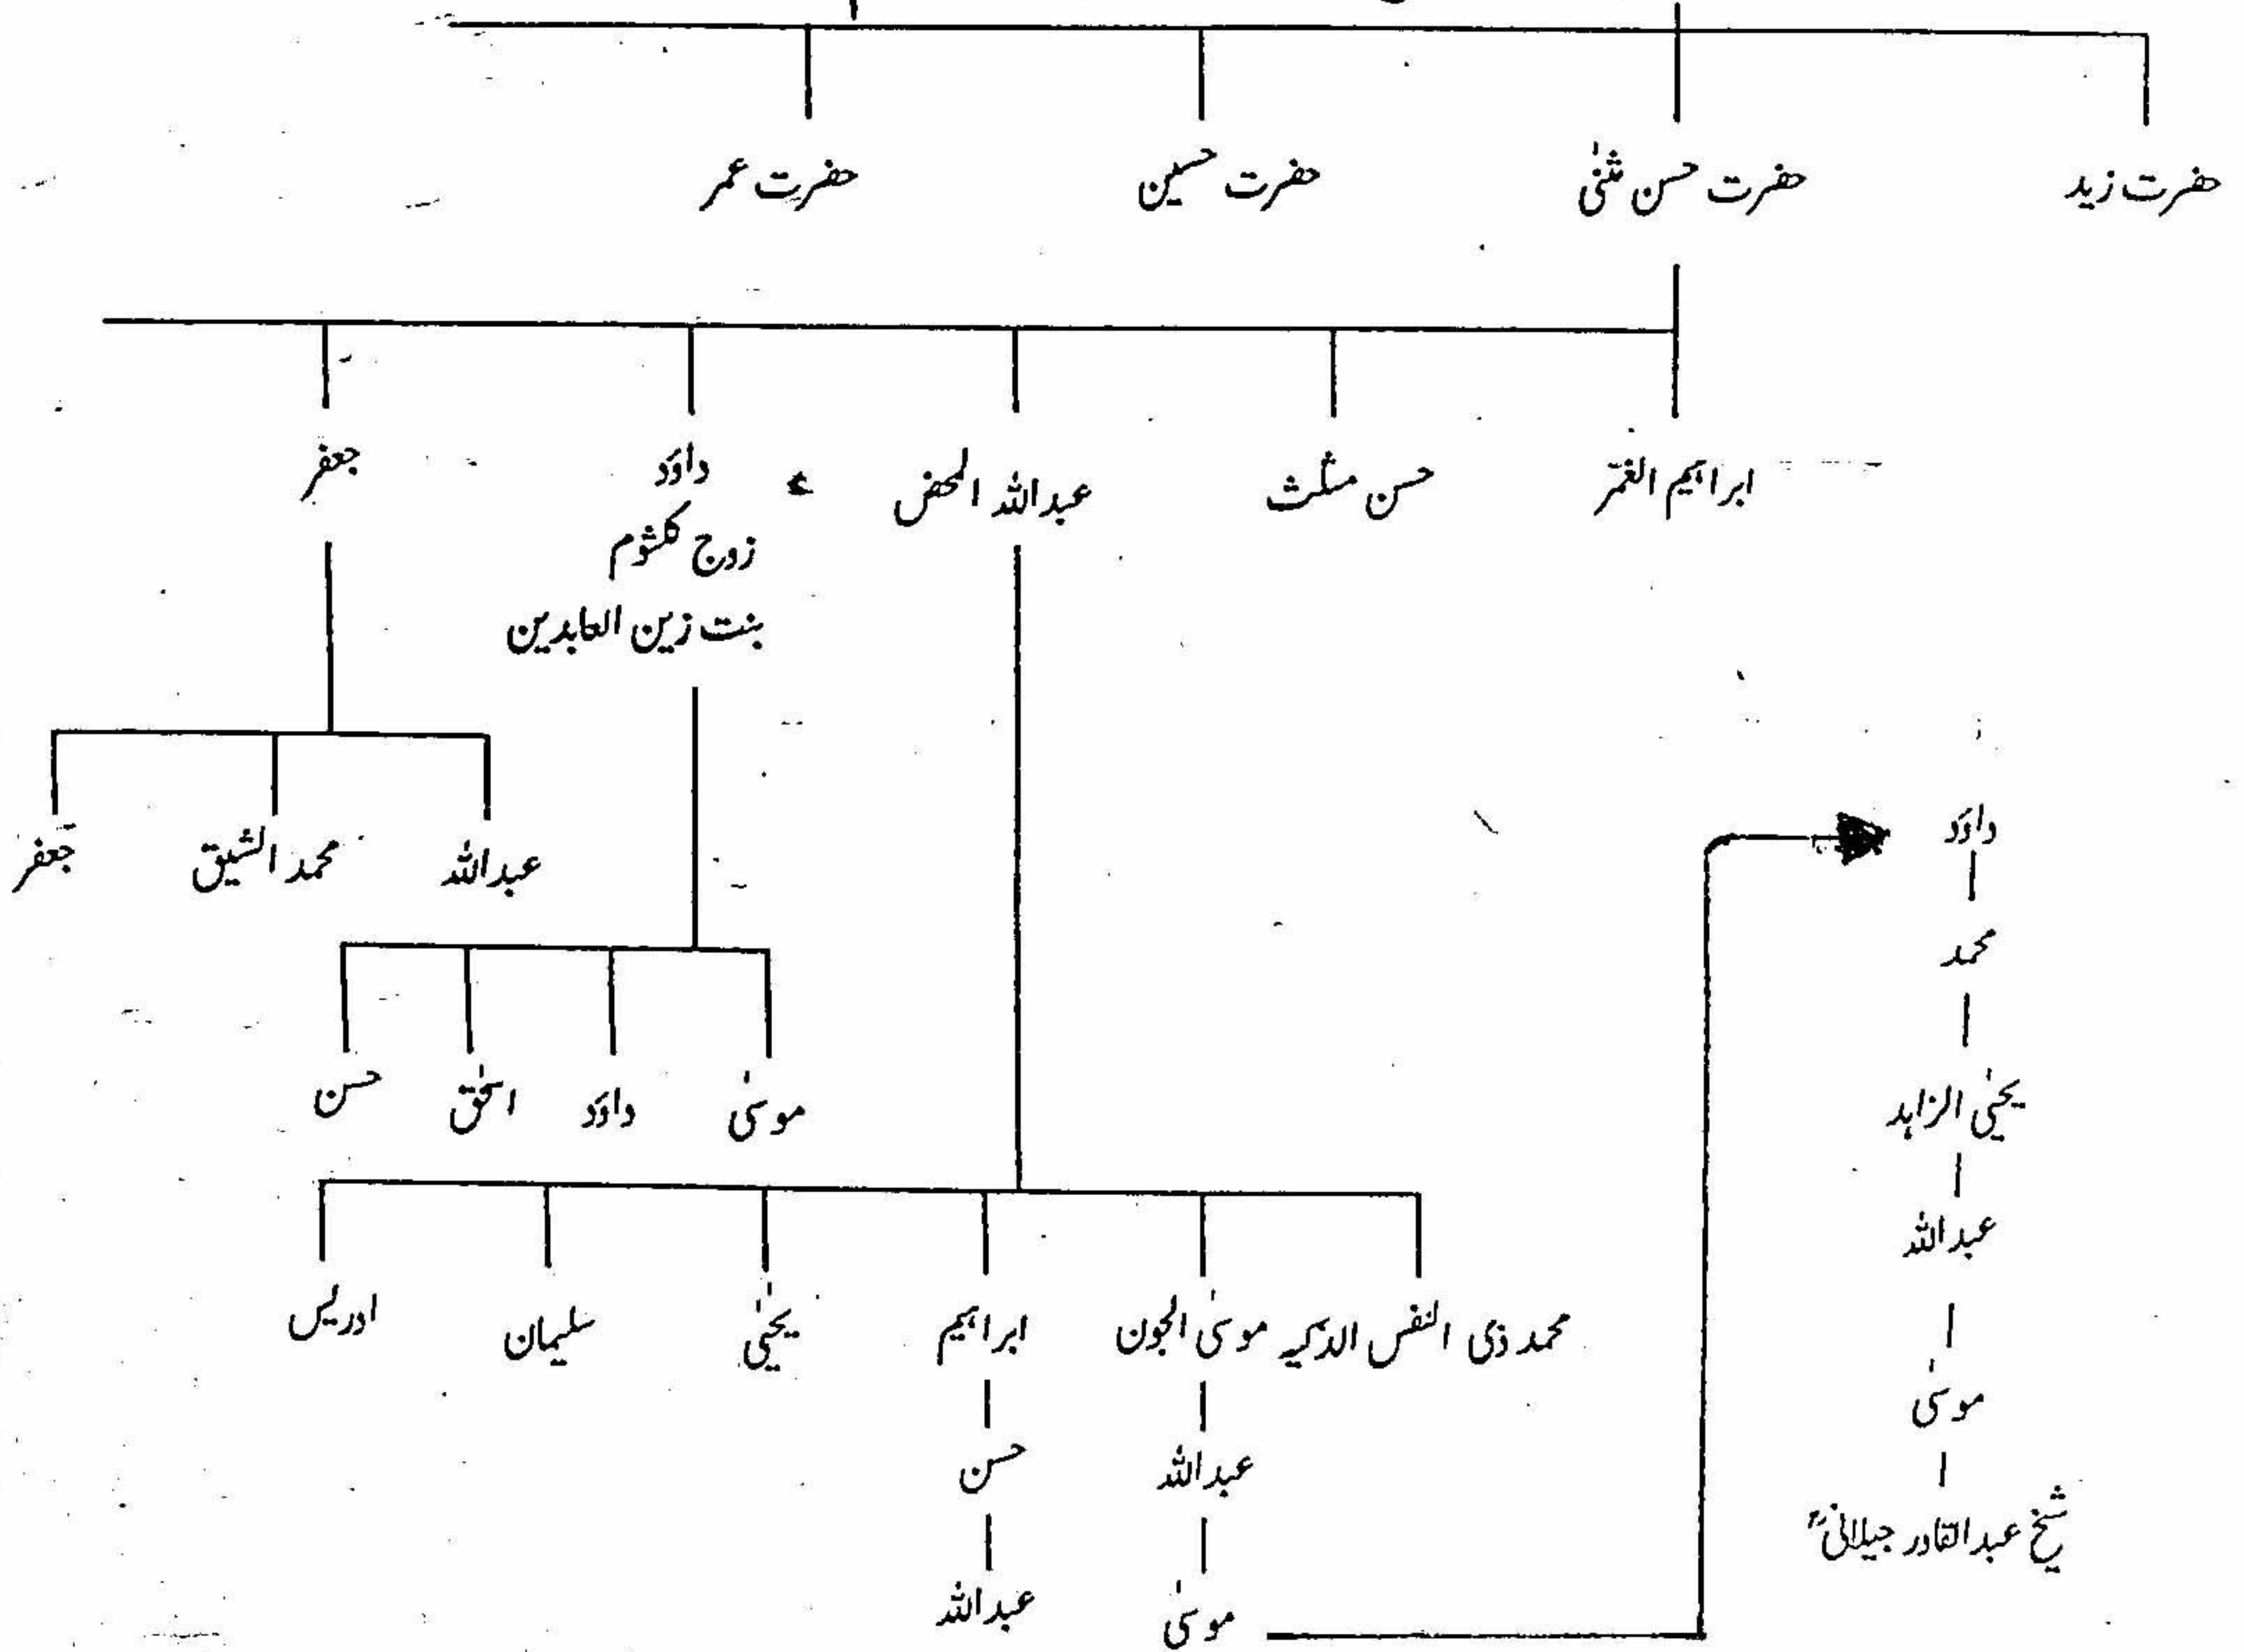 حضرت زید
حضرت حسن مثنیٰ
حضرت حسین
حضرت عمر
ابراہیم الغمر
حسن مثلث
عبداللہ المحض
داؤد
زوج کلثوم
بنت زین العابدین
جعفر
عبداللہ
محمد الشیق
جعفر
موسیٰ
داؤد
اسحٰق
حسن
محمد ذی النفس الذکیہ
موسیٰ الجون
ابراہیم
یحییٰ
سلیمان
ادریس
عبداللہ
موسیٰ
حسن
عبداللہ
داؤد
محمد
یحیٰی الزاہد
عبداللہ
موسیٰ
شیخ عبدالقادر جیلانیؒ